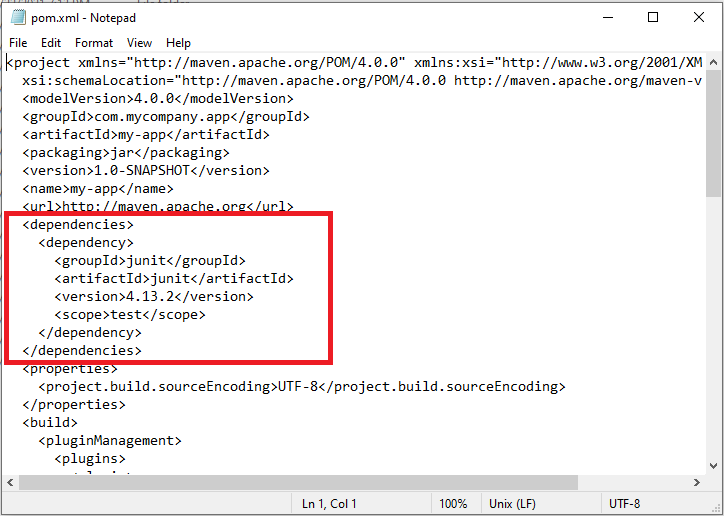 pom.xml - Notepad
File Edit Format View Help
<project xmlns="http://maven.apache.org/POM/4.0.0" xmlns:xsi="http://www.w3.org/2001/XM
xsi:schemaLocation="http://maven.apache.org/POM/4.0.0 http://maven.apache.org/maven-v
<modelVersion>4.0.0</modelVersion>
<groupId>com.mycompany.app</groupId>
<artifactId>my-app</artifactId>
<packaging>jar</packaging>
<version>1.0-SNAPSHOT</version>
<name>my-app</name>
<url>http://maven.apache.org</url>
<dependencies>
<dependency>
<groupId>junit</groupId>
<artifactId>junit</artifactId>
<version>4.13.2</version>
<scope>test</scope>
</dependency>
</dependencies>
<properties>
<project.build.sourceEncoding>UTF-8</project.build.sourceEncoding>
</properties>
<build>
<pluginManagement>
<plugins>
Ln 1, Col 1 100% Unix (LF) UTF-8